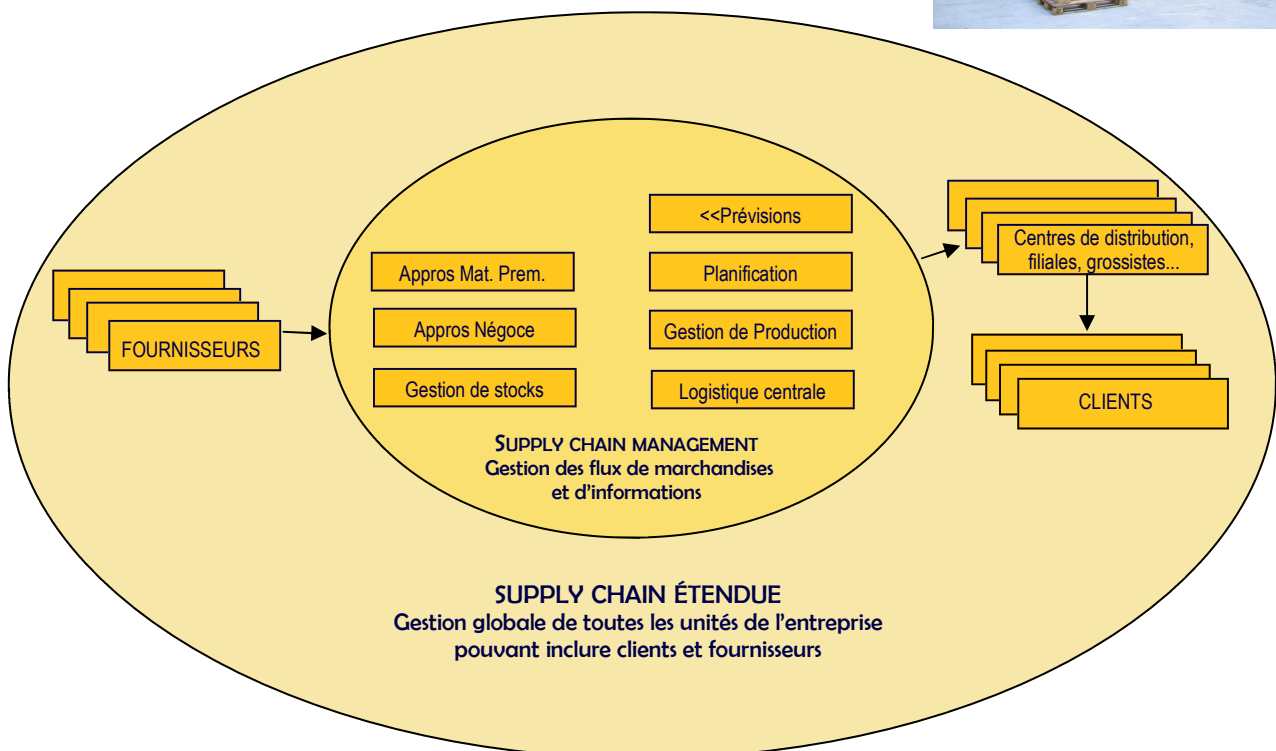 <<Prévisions
Appros Mat. Prem.
Planification
Appros Négoce
Gestion de Production
Gestion de stocks
Logistique centrale
FOURNISSEURS
Centres de distribution,
filiales, grossistes...
CLIENTS
SUPPLY CHAIN MANAGEMENT
Gestion des flux de marchandises
et d'informations
SUPPLY CHAIN ÉTENDUE
Gestion globale de toutes les unités de l'entreprise
pouvant inclure clients et fournisseurs